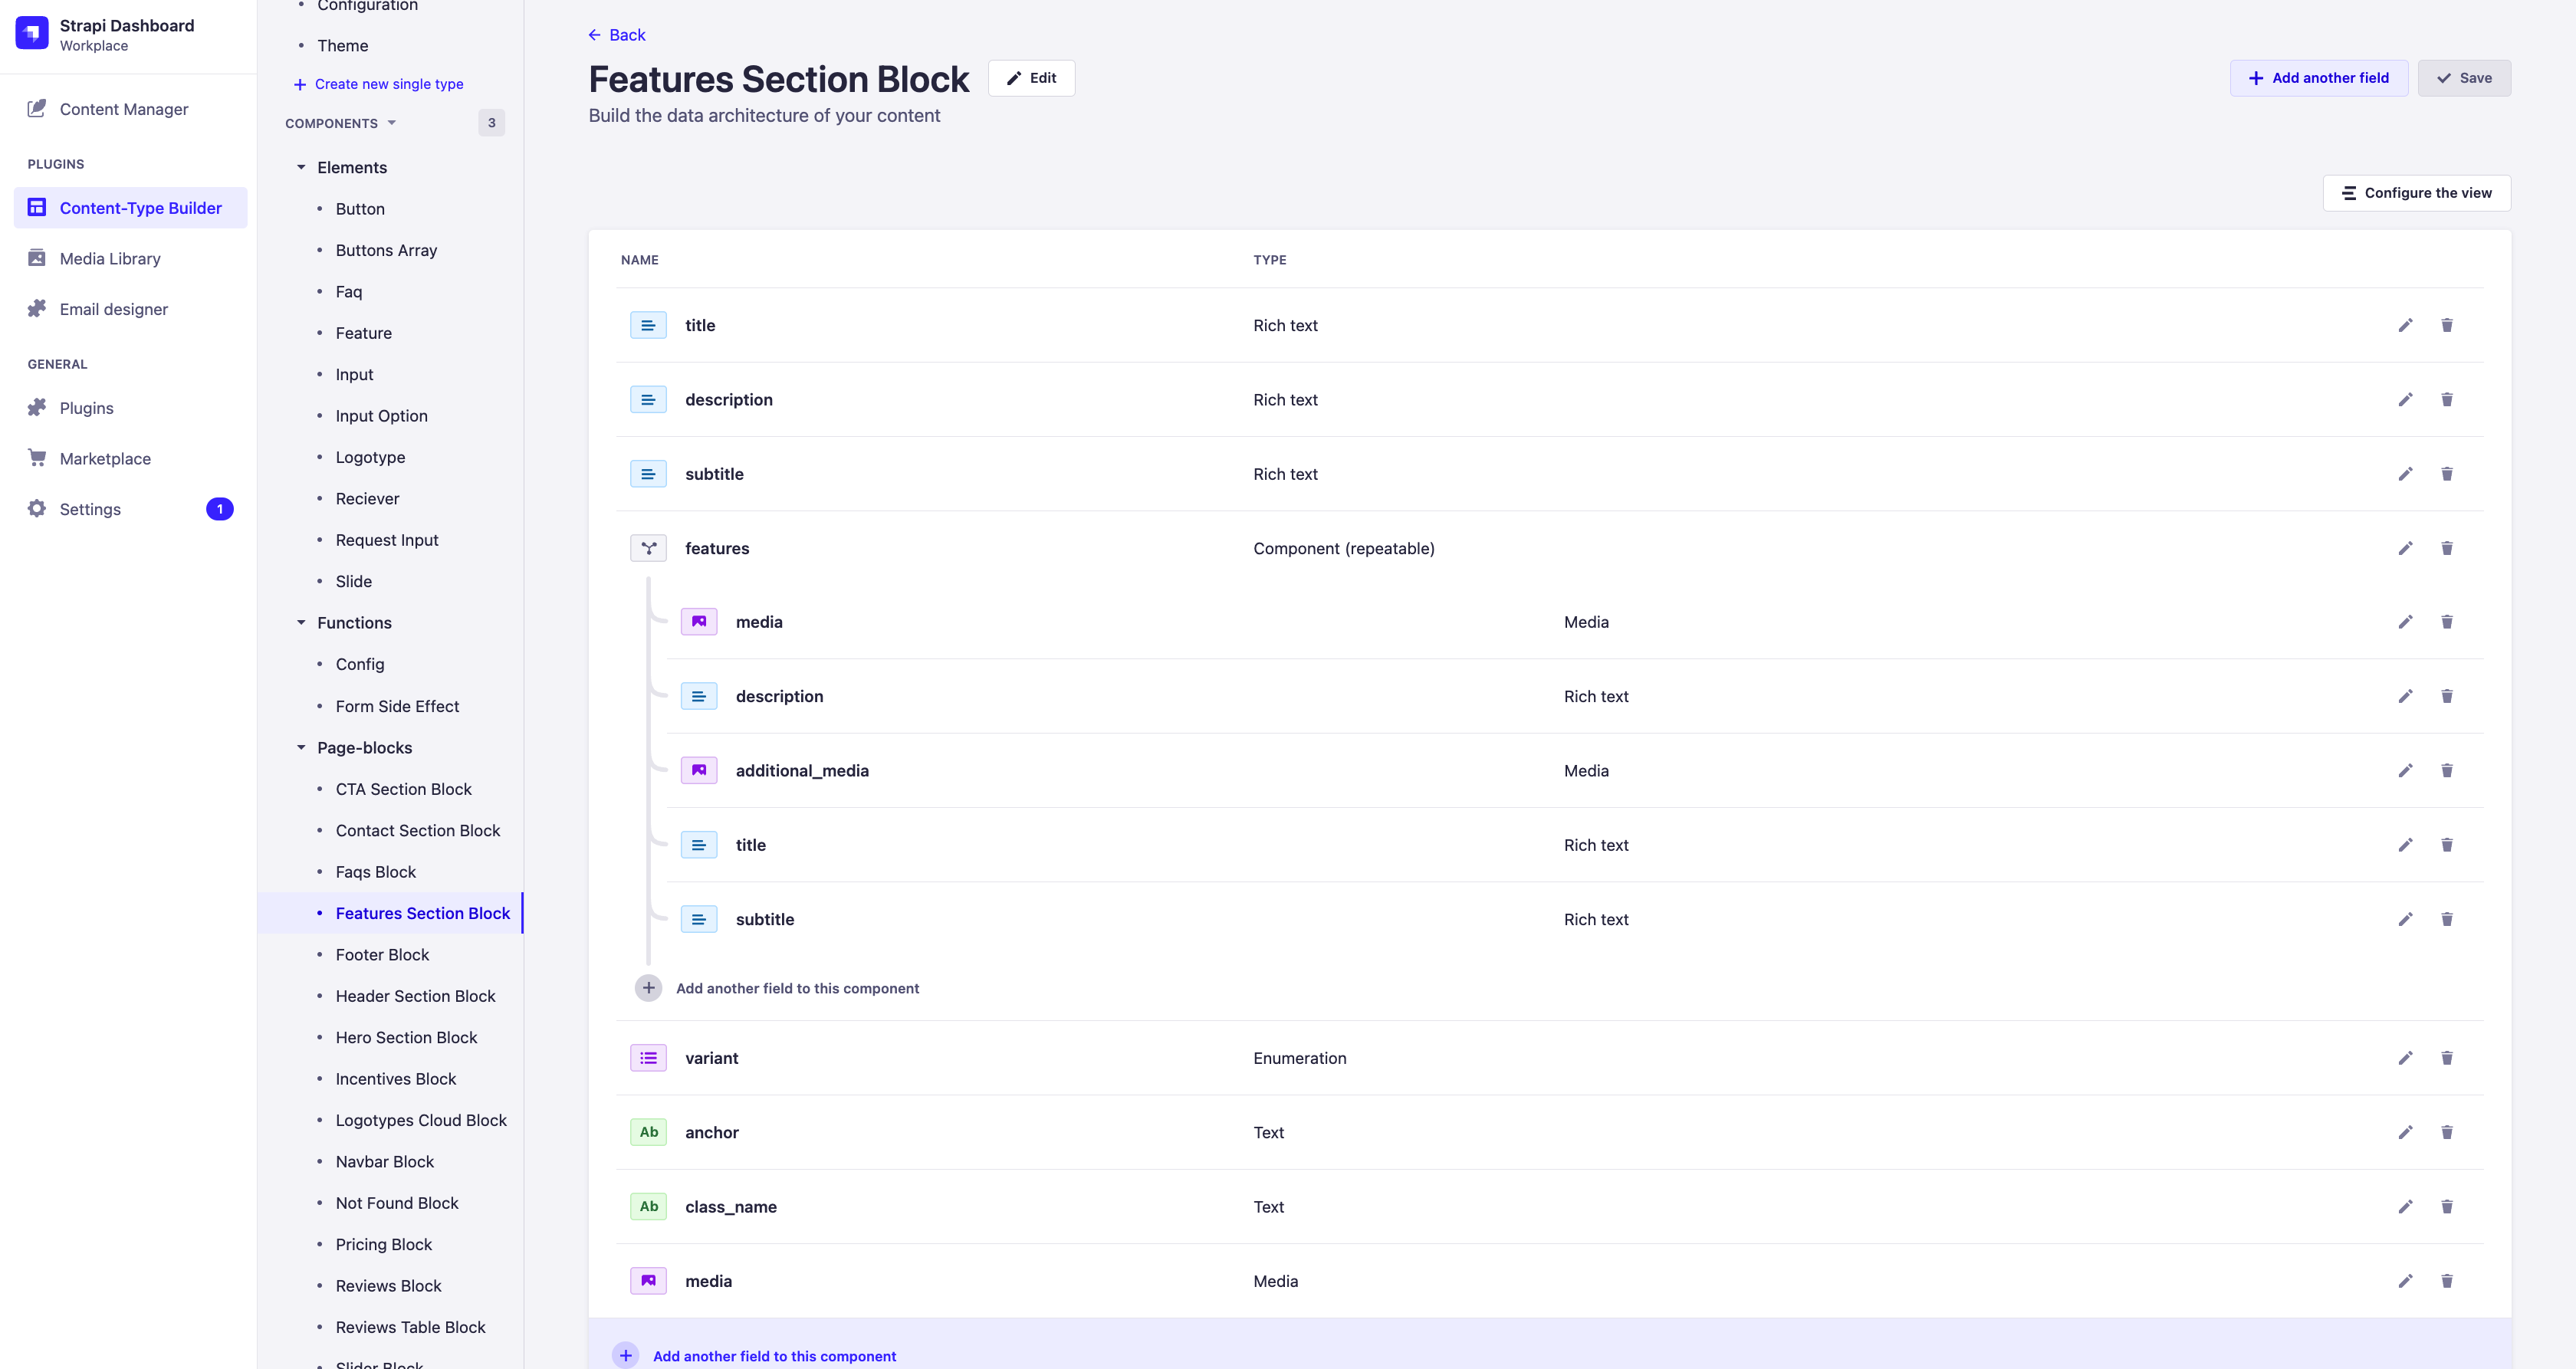 Strapi Dashboard
Workplace
Content Manager
PLUGINS
Content-Type Builder
Media Library
Email designer
GENERAL
Plugins
Marketplace
Settings
1
Configuration
Theme
Create new single type
COMPONENTS
3
Elements
Button
Buttons Array
Faq
Feature
Input
Input Option
Logotype
Reciever
Request Input
Slide
Functions
Config
Form Side Effect
Page-blocks
CTA Section Block
Contact Section Block
Faqs Block
Features Section Block
Footer Block
Header Section Block
Hero Section Block
Incentives Block
Logotypes Cloud Block
Navbar Block
Not Found Block
Pricing Block
Reviews Block
Reviews Table Block
Slider Block
Back
Features Section Block
Edit
Add another field
Save
Build the data architecture of your content
Configure the view
NAME TYPE
title Rich text
description Rich text
subtitle Rich text
features Component (repeatable)
media Media
description Rich text
additional_media Media
title Rich text
subtitle Rich text
Add another field to this component
variant Enumeration
Ab anchor Text
Ab class_name Text
media Media
Add another field to this component